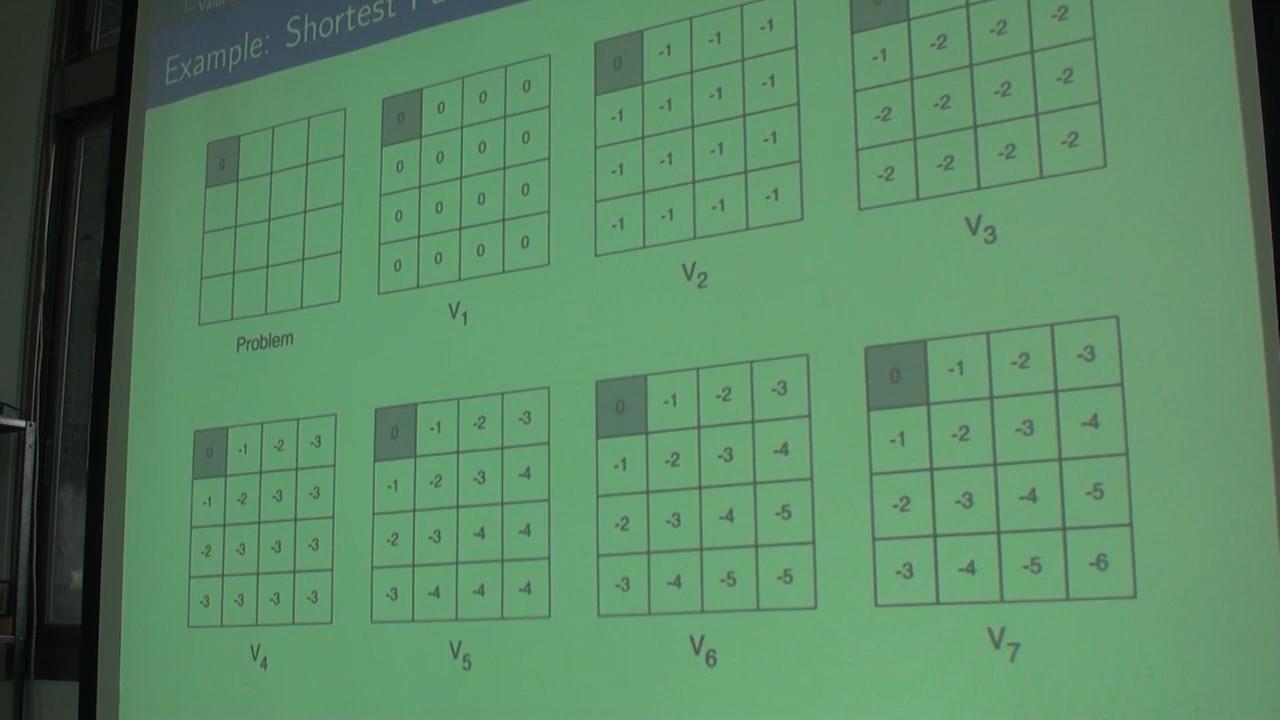 Value
Example: Shortest
0
Problem
0 0 0 0
0 0 0 0
0 0 0 0
0 0 0 0
V1
0 -1 -1 -1
-1 -1 -1 -1
-1 -1 -1 -1
-1 -1 -1 -1
V2
0 -2
-1 -2 -2 -2
-2 -2 -2 -2
-2 -2 -2 -2
V3
0 -1 -2 -3
-1 -2 -3 -3
-2 -3 -3 -3
-3 -3 -3 -3
V4
0 -1 -2 -3
-1 -2 -3 -4
-2 -3 -4 -4
-3 -4 -4 -4
V5
0 -1 -2 -3
-1 -2 -3 -4
-2 -3 -4 -5
-3 -4 -5 -5
V6
0 -1 -2 -3
-1 -2 -3 -4
-2 -3 -4 -5
-3 -4 -5 -6
V7